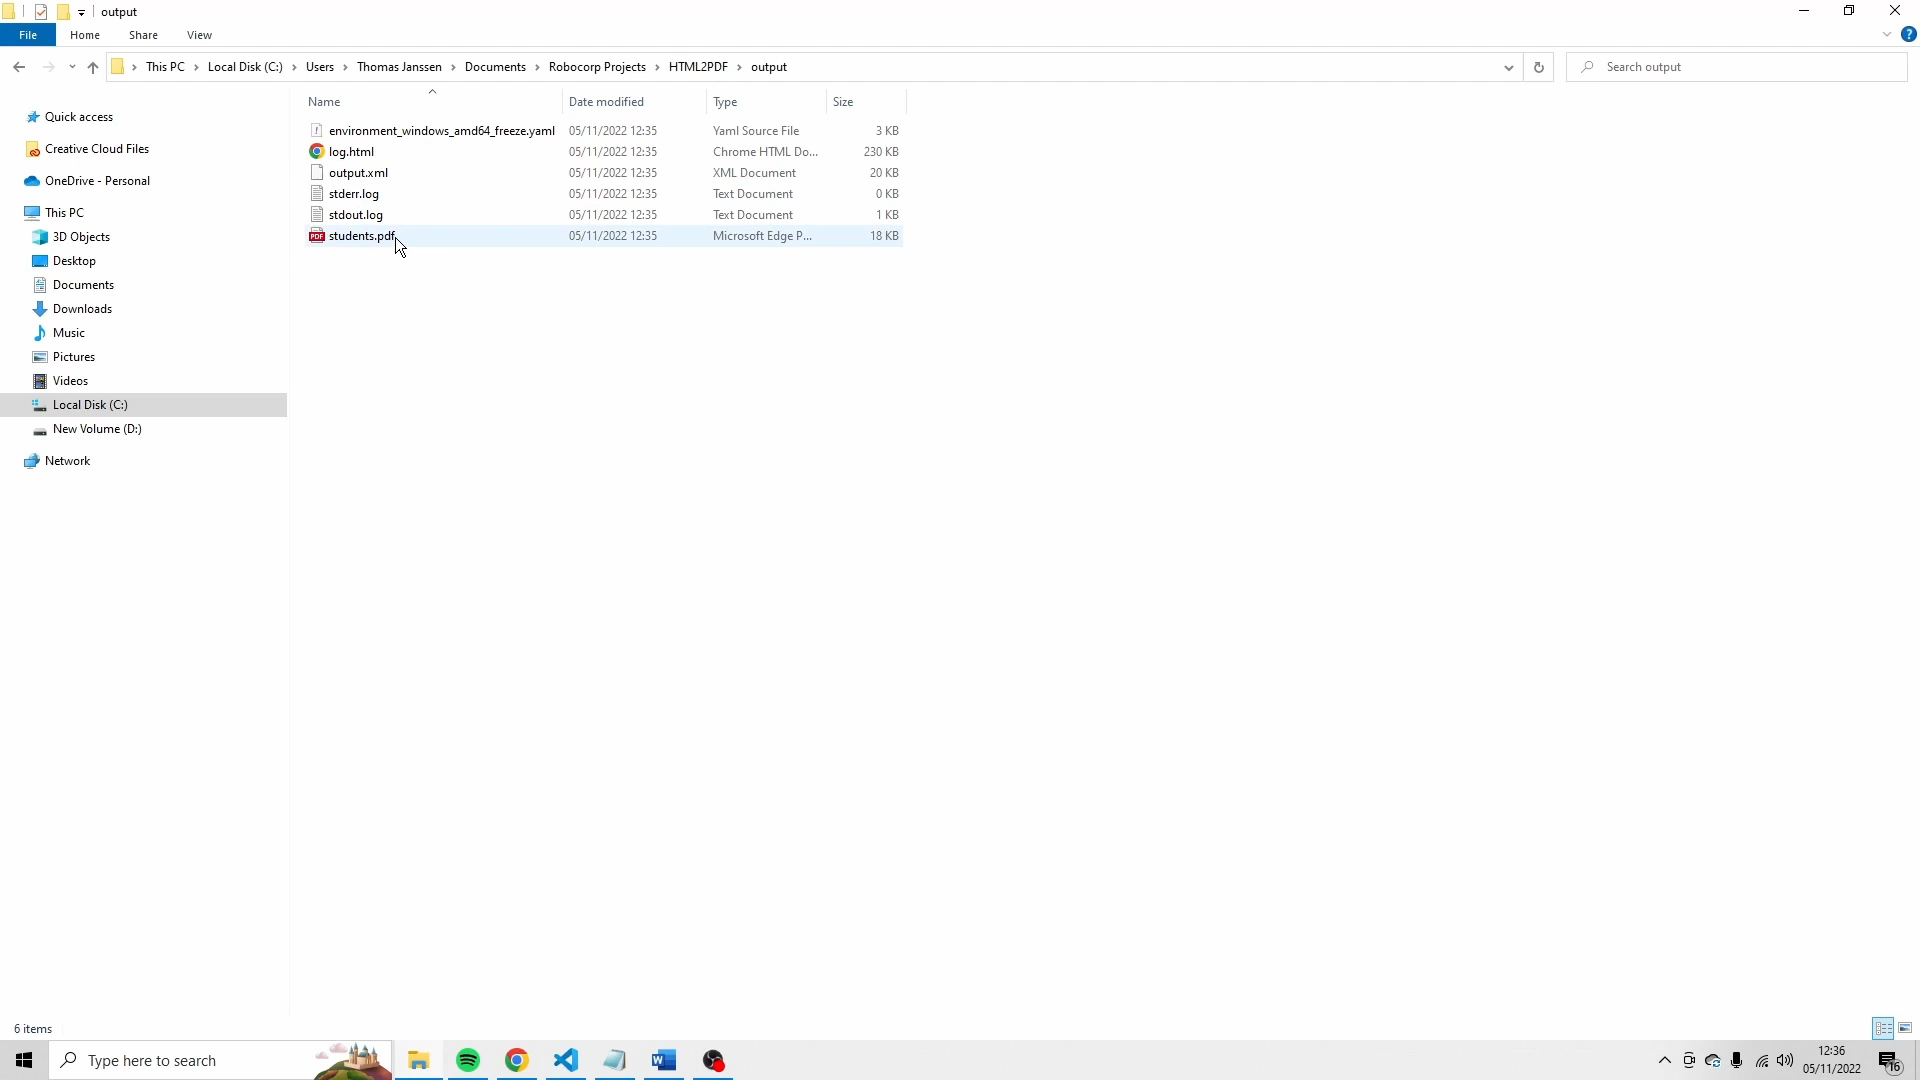 output
File Home Share View
This PC Local Disk (C:) Users Thomas Janssen Documents Robocorp Projects HTML2PDF output Search output
Name Date modified Type Size
environment_windows_amd64_freeze.yaml 05/11/2022 12:35 Yaml Source File 3 KB
log.html 05/11/2022 12:35 Chrome HTML Do... 230 KB
output.xml 05/11/2022 12:35 XML Document 20 KB
stderr.log 05/11/2022 12:35 Text Document 0 KB
stdout.log 05/11/2022 12:35 Text Document 1 KB
PDF students.pdf 05/11/2022 12:35 Microsoft Edge P... 18 KB
Quick access
Creative Cloud Files
OneDrive - Personal
This PC
3D Objects
Desktop
Documents
Downloads
Music
Pictures
Videos
Local Disk (C:)
New Volume (D:)
Network
6 items
Type here to search
12:36
05/11/2022
16